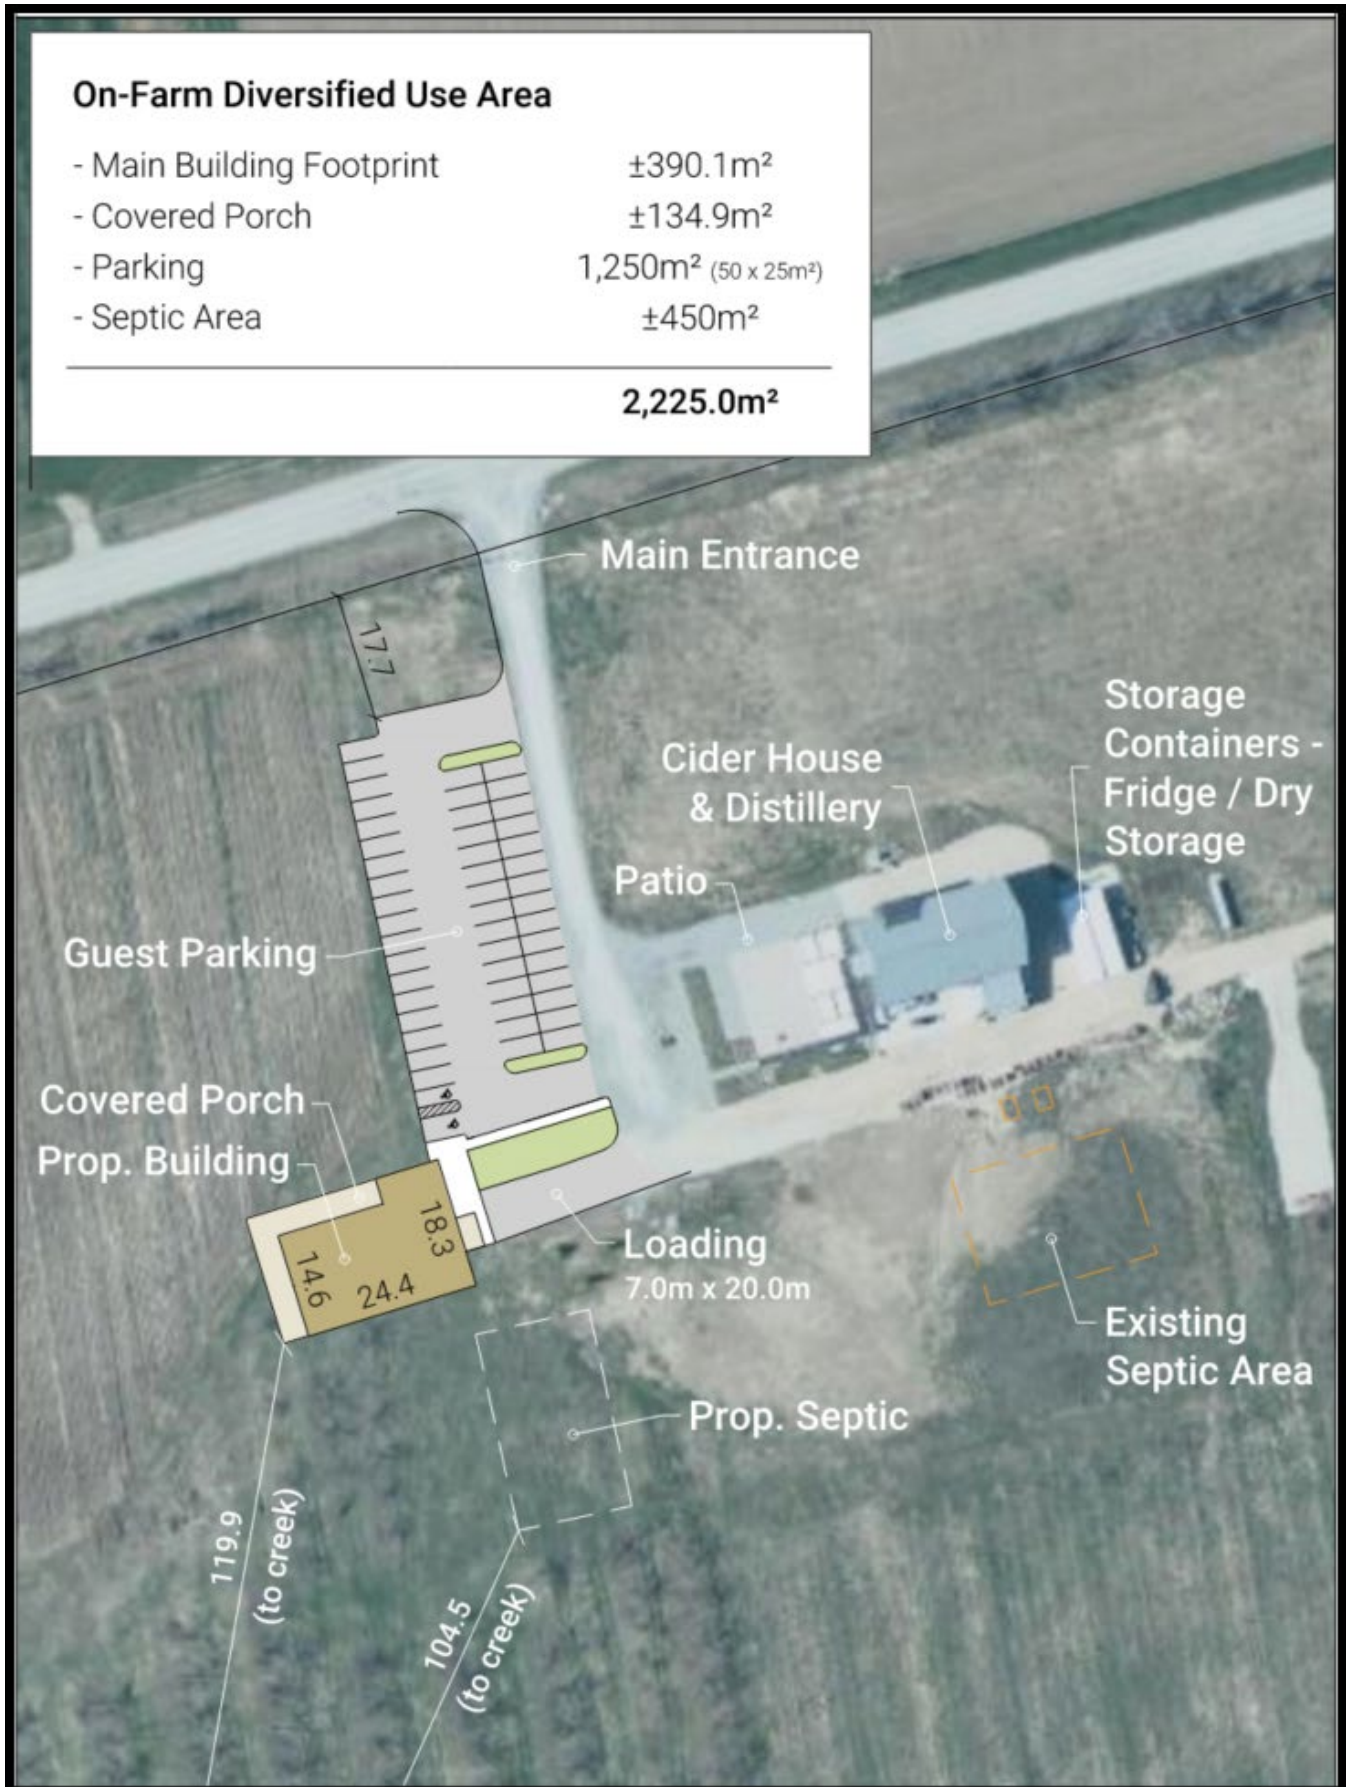 On-Farm Diversified Use Area
- Main Building Footprint ±390.1m²
- Covered Porch ±134.9m²
- Parking 1,250m² (50 x 25m²)
- Septic Area ±450m²
2,225.0m²
Main Entrance
17.7
Storage
Containers -
Fridge / Dry
Storage
Cider House
& Distillery
Patio
Guest Parking
Covered Porch
Prop. Building
18.3
14.6
24.4
Loading
7.0m x 20.0m
Existing
Septic Area
Prop. Septic
119.9
(to creek)
104.5
(to creek)